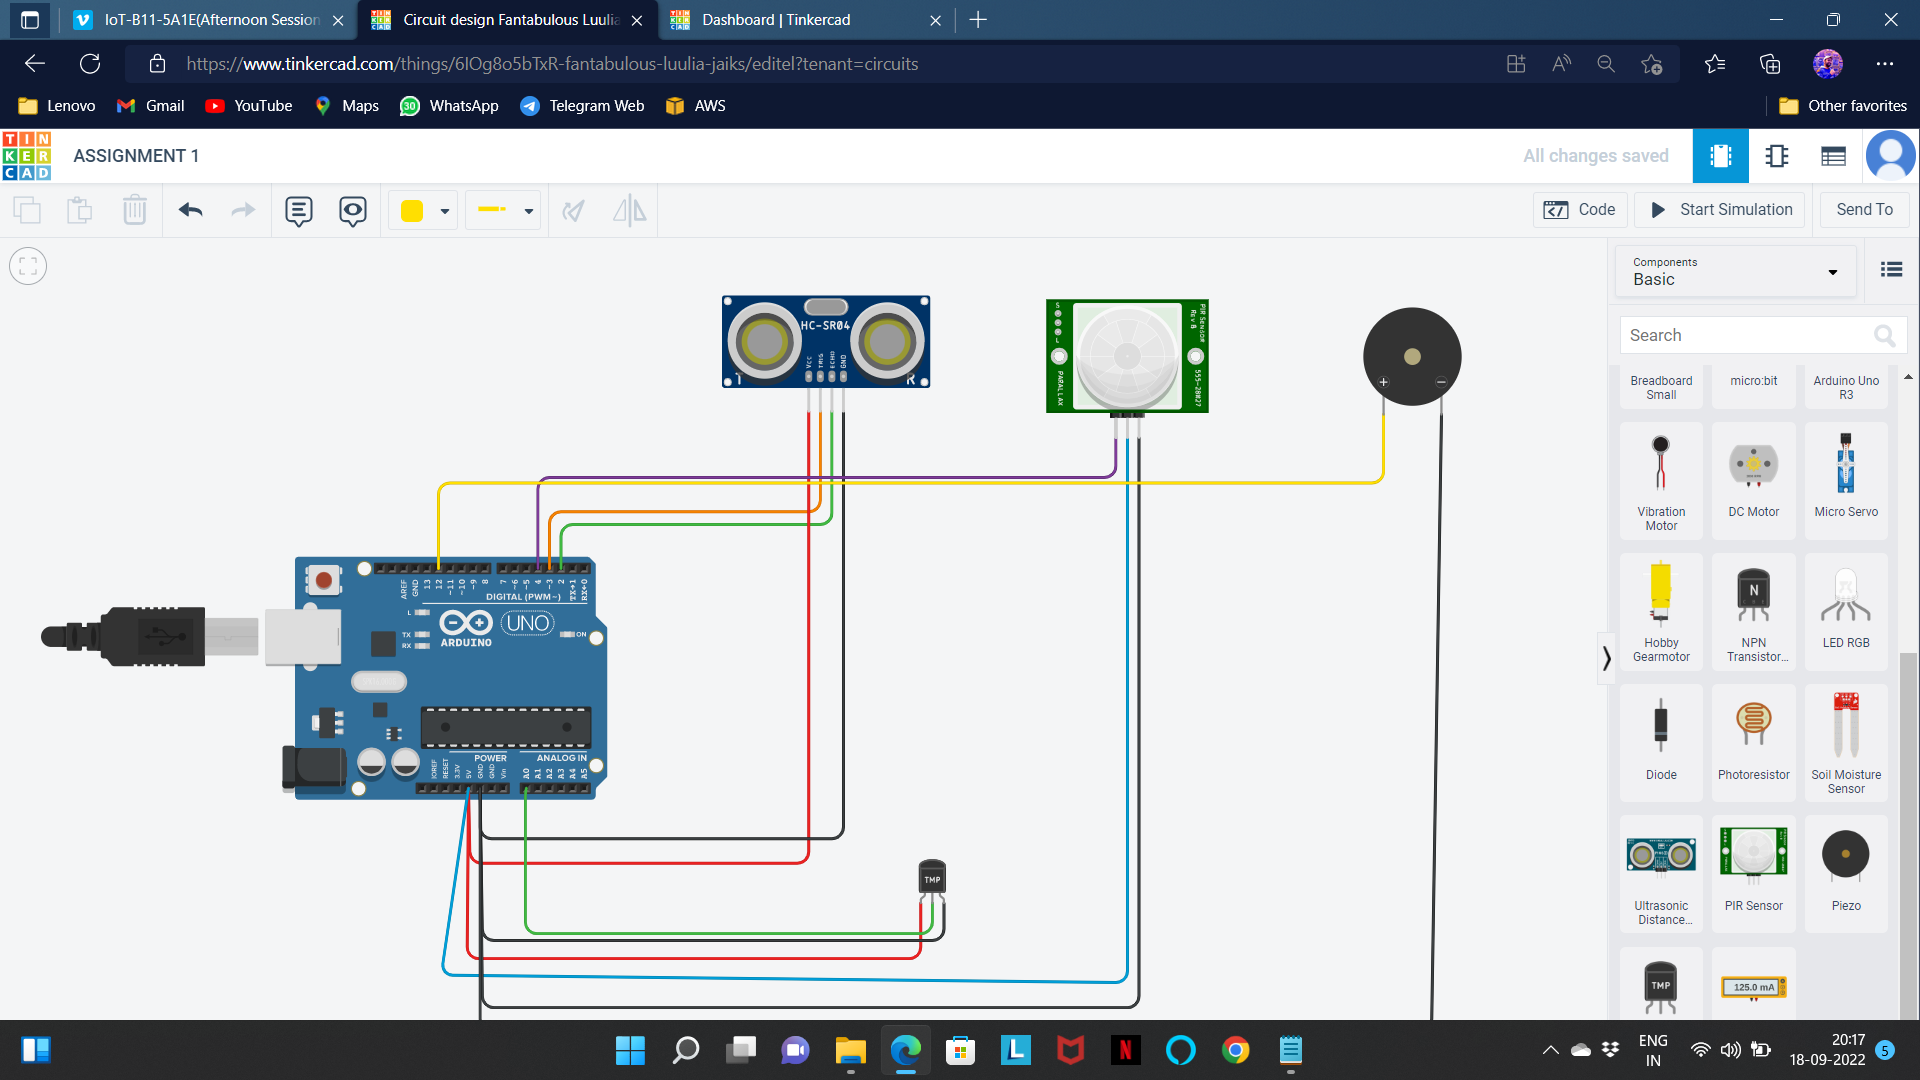 IoT-B11-5A1E(Afternoon Session
Circuit design Fantabulous Luulia
Dashboard | Tinkercad
https://www.tinkercad.com/things/6lOg8o5bTxR-fantabulous-luulia-jaiks/editel?tenant=circuits
Lenovo
Gmail
YouTube
Maps
30
WhatsApp
Telegram Web
AWS
Other favorites
TIN
KER
CAD
ASSIGNMENT 1
All changes saved
Code
Start Simulation
Send To
Components
Basic
Search
HC-SR04
VCC
TRIG
ECHO
GND
T
R
S
L
PIR SENSOR
REV B
PARALLAX
555-28027
+
−
Breadboard
Small
micro:bit
Arduino Uno
R3
Vibration
Motor
DC Motor
Micro Servo
Hobby
Gearmotor
N
NPN
Transistor...
LED RGB
Diode
Photoresistor
Soil Moisture
Sensor
Ultrasonic
Distance...
PIR Sensor
Piezo
TMP
125.0 mA
AREF
GND
13
12
~11
~10
~9
8
7
~6
~5
4
~3
2
TX→1
RX←0
DIGITAL (PWM~)
L
TX
RX
UNO
ON
ARDUINO
POWER
ANALOG IN
IOREF
RESET
3.3V
5V
GND
GND
Vin
A0
A1
A2
A3
A4
A5
TMP
L
N
ENG
IN
20:17
18-09-2022
5